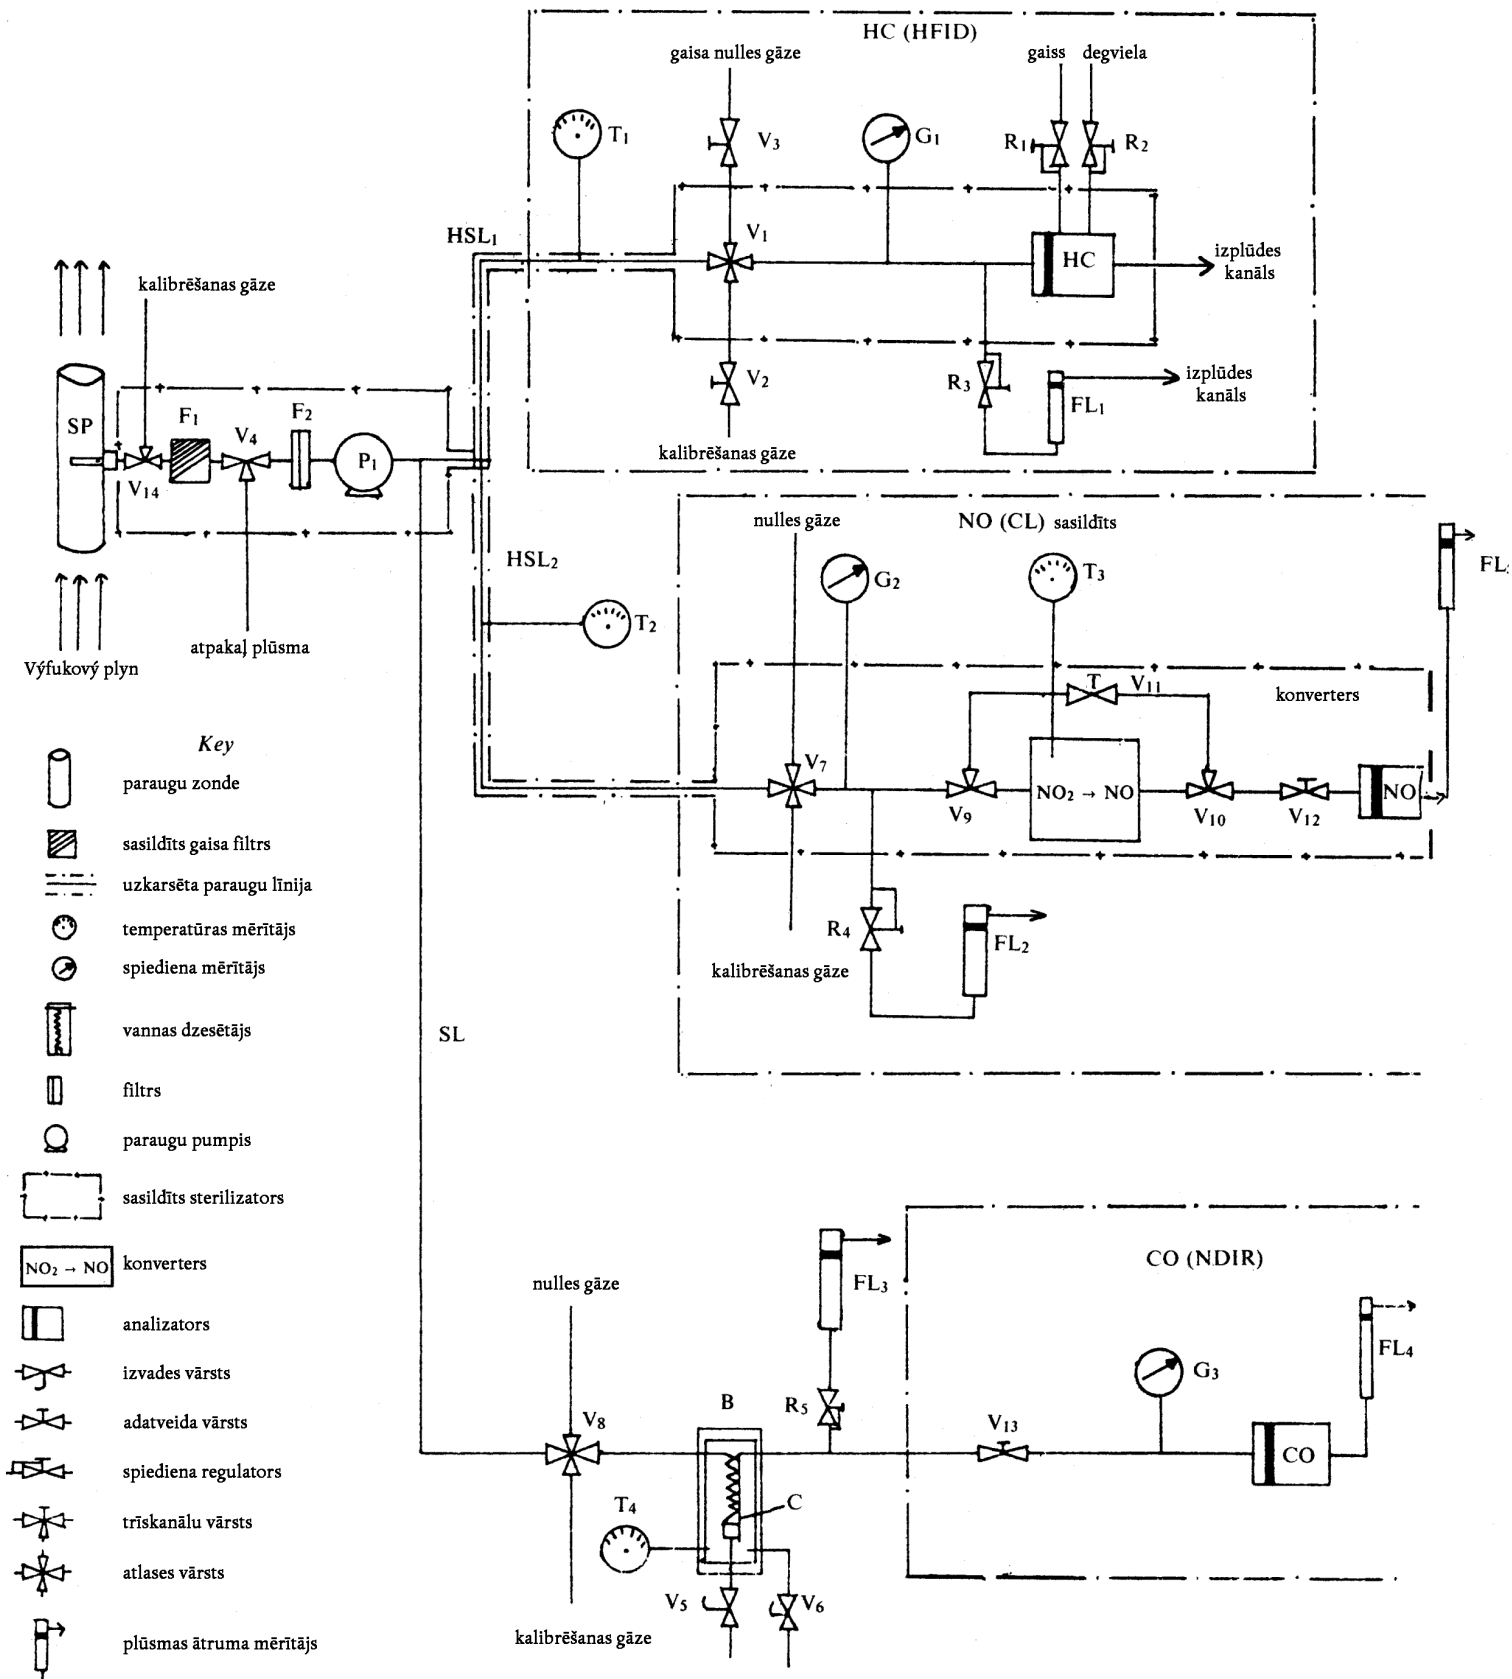 HC (HFID)
gaisa nulles gāze
gaiss degviela
T1
V3
G1
R1
R2
HSL1
V1
HC
izplūdes
kanāls
kalibrēšanas gāze
V2
R3
FL1
izplūdes
kanāls
SP
F1
V4
F2
P1
V14
kalibrēšanas gāze
nulles gāze
NO (CL) sasildīts
HSL2
G2
T3
T2
atpakaļ plūsma
Výfukový plyn
T
V11
konverters
V7
V9
NO2 → NO
V10
V12
NO
R4
FL2
kalibrēšanas gāze
SL
Key
paraugu zonde
sasildīts gaisa filtrs
uzkarsēta paraugu līnija
temperatūras mērītājs
spiediena mērītājs
vannas dzesētājs
filtrs
paraugu pumpis
sasildīts sterilizators
NO2 → NO konverters
analizators
izvades vārsts
adatveida vārsts
spiediena regulators
trīskanālu vārsts
atlases vārsts
plūsmas ātruma mērītājs
CO (NDIR)
nulles gāze
FL3
FL4
G3
B
R5
V8
V13
CO
T4
C
V5
V6
kalibrēšanas gāze